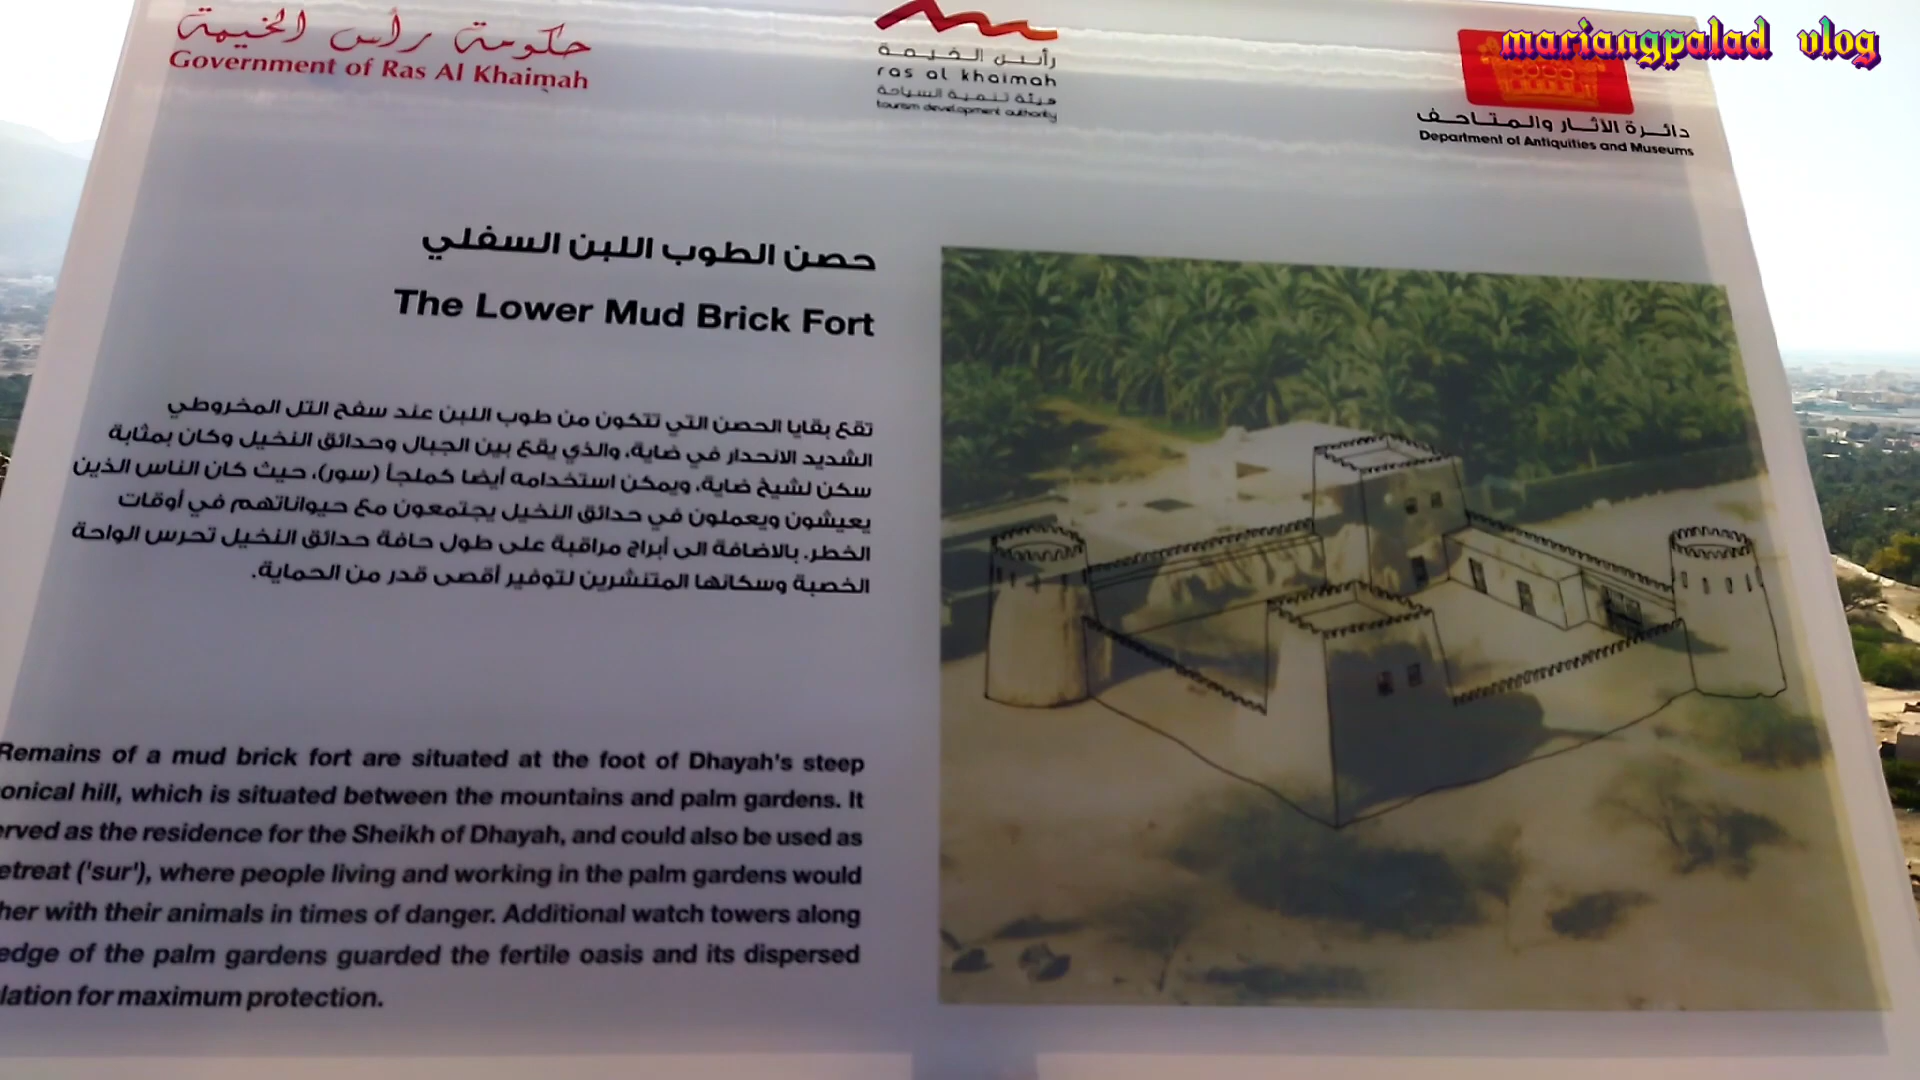 حكومة رأس الخيمة
Government of Ras Al Khaimah
رأس الخيمة
ras al khaimah
هيئة تنمية السياحة
tourism development authority
mariangpalad vlog
دائرة الآثار والمتاحف
Department of Antiquities and Museums
حصن الطوب اللبن السفلي
The Lower Mud Brick Fort
تقع بقايا الحصن التي تتكون من طوب اللبن عند سفح التل المخروطي
الشديد الانحدار في ضاية، والذي يقع بين الجبال وحدائق النخيل وكان بمثابة
سكن لشيخ ضاية، ويمكن استخدامه أيضا كملجأ (سور)، حيث كان الناس الذين
يعيشون ويعملون في حدائق النخيل يجتمعون مع حيواناتهم في أوقات
الخطر. بالاضافة الى أبراج مراقبة على طول حافة حدائق النخيل تحرس الواحة
الخصبة وسكانها المتنشرين لتوفير أقصى قدر من الحماية.
Remains of a mud brick fort are situated at the foot of Dhayah's steep
onical hill, which is situated between the mountains and palm gardens. It
erved as the residence for the Sheikh of Dhayah, and could also be used as
etreat ('sur'), where people living and working in the palm gardens would
her with their animals in times of danger. Additional watch towers along
edge of the palm gardens guarded the fertile oasis and its dispersed
lation for maximum protection.